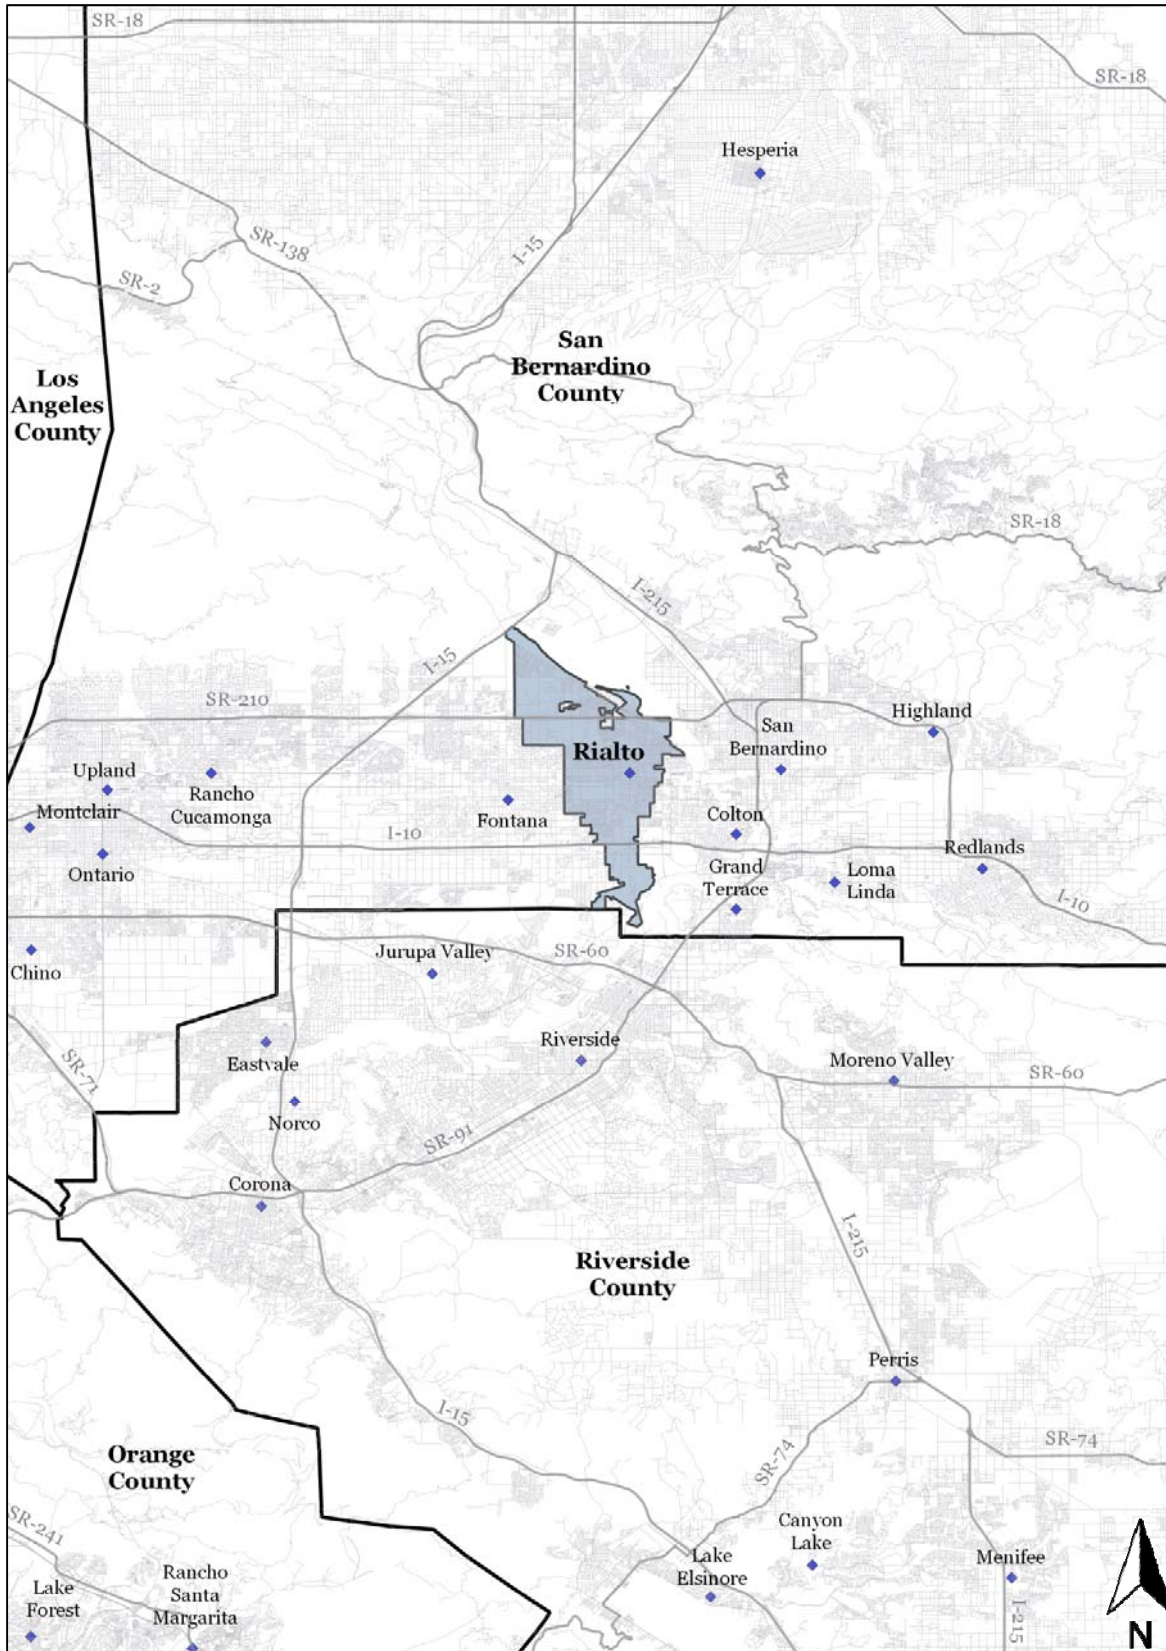 SR-18
SR-18
Hesperia
SR-138
I-15
SR-2
San
Bernardino
County
Los
Angeles
County
SR-18
I-215
I-15
SR-210
Highland
San
Bernardino
Rialto
Upland
Rancho
Cucamonga
Montclair
Fontana
Colton
I-10
Ontario
Redlands
Grand
Terrace
Loma
Linda
I-10
Jurupa Valley
SR-60
Chino
Riverside
Eastvale
Moreno Valley
SR-71
SR-60
Norco
SR-91
Corona
I-215
Riverside
County
Perris
I-15
SR-74
SR-74
Orange
County
SR-241
Canyon
Lake
Lake
Elsinore
Menifee
Rancho
Santa
Margarita
Lake
Forest
I-215
N